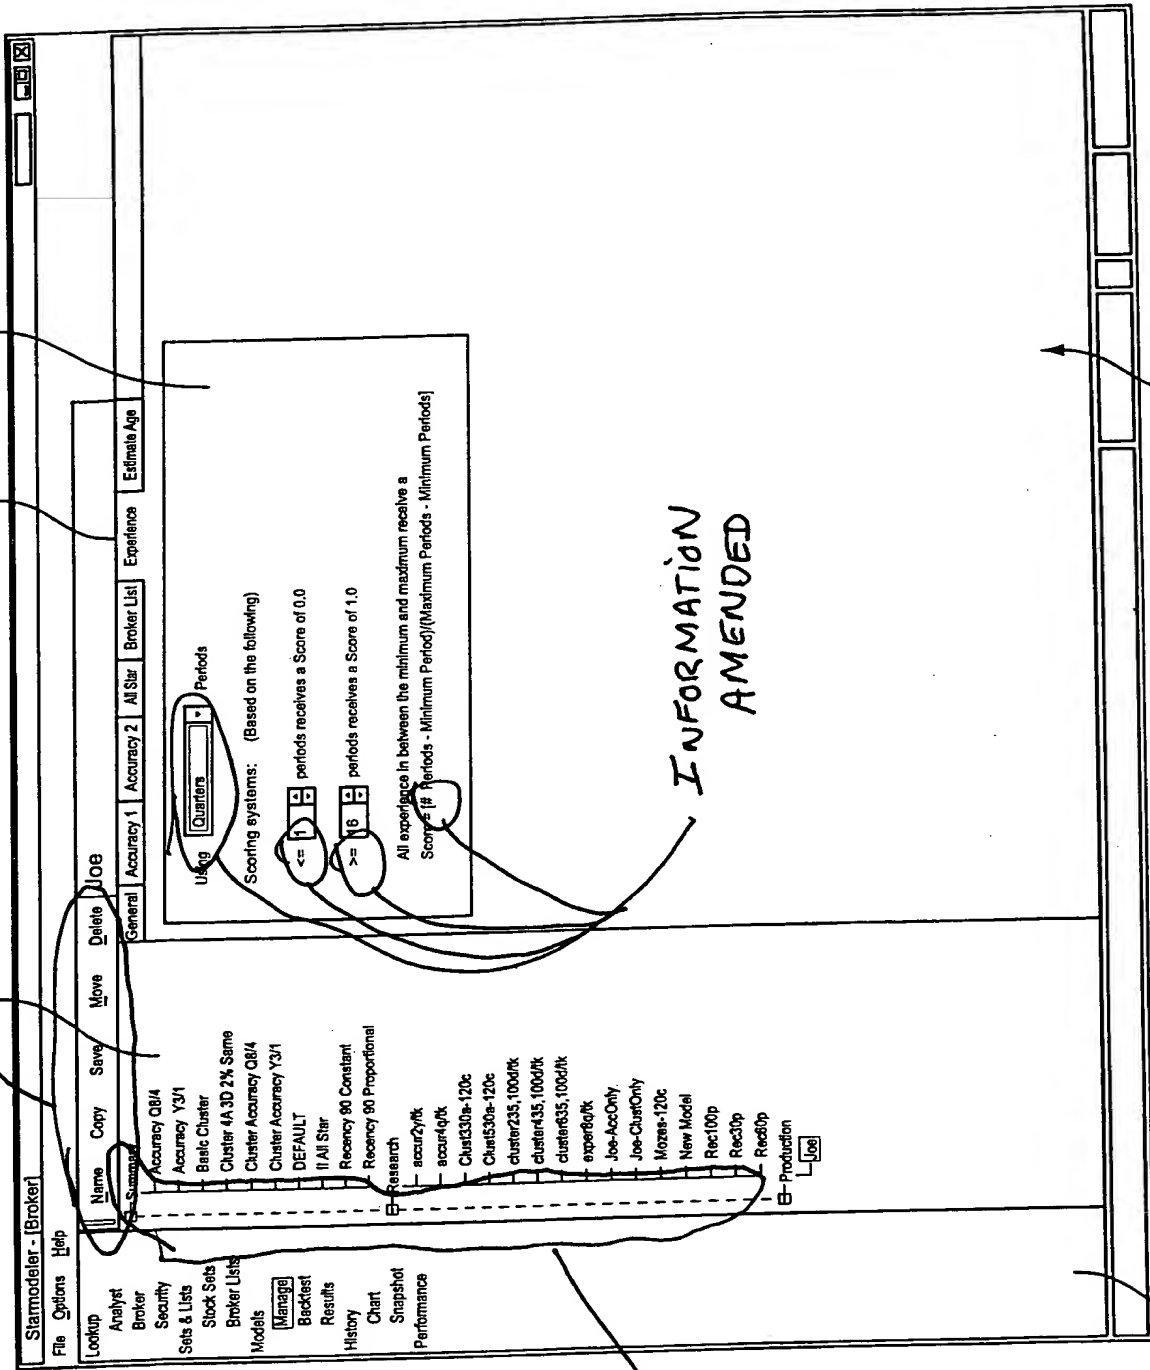 Starmodeler - [Broker]
File Options Help
Name Copy Save Move Delete Joe
Lookup
Analyst
Broker
Security
Sets & Lists
Stock Sets
Broker Lists
Models
Manage
Backtest
Results
History
Chart
Snapshot
Performance
Summary
Accuracy Q8/4
Accuracy Y3/1
Basic Cluster
Cluster 4A 3D 2% Same
Cluster Accuracy Q8/4
Cluster Accuracy Y3/1
DEFAULT
II All Star
Recency 90 Constant
Recency 90 Proportional
Research
accur2y/tk
accur4q/tk
Clust330a-120c
Clust530a-120c
cluster235,100d/tk
cluster435,100d/tk
cluster635,100d/tk
exper8q/tk
Joe-AccOnly
Joe-ClustOnly
Mozes-120c
New Model
Rec100p
Rec30p
Rec60p
Production
Joe
General Accuracy 1 Accuracy 2 All Star Broker List Experience Estimate Age
Using Quarters Periods
Scoring systems: (Based on the following)
<= 1 periods receives a Score of 0.0
>= 16 periods receives a Score of 1.0
All experience in between the minimum and maximum receive a
Score = [# Periods - Minimum Period)/(Maximum Periods - Minimum Periods]
INFORMATION
AMENDED